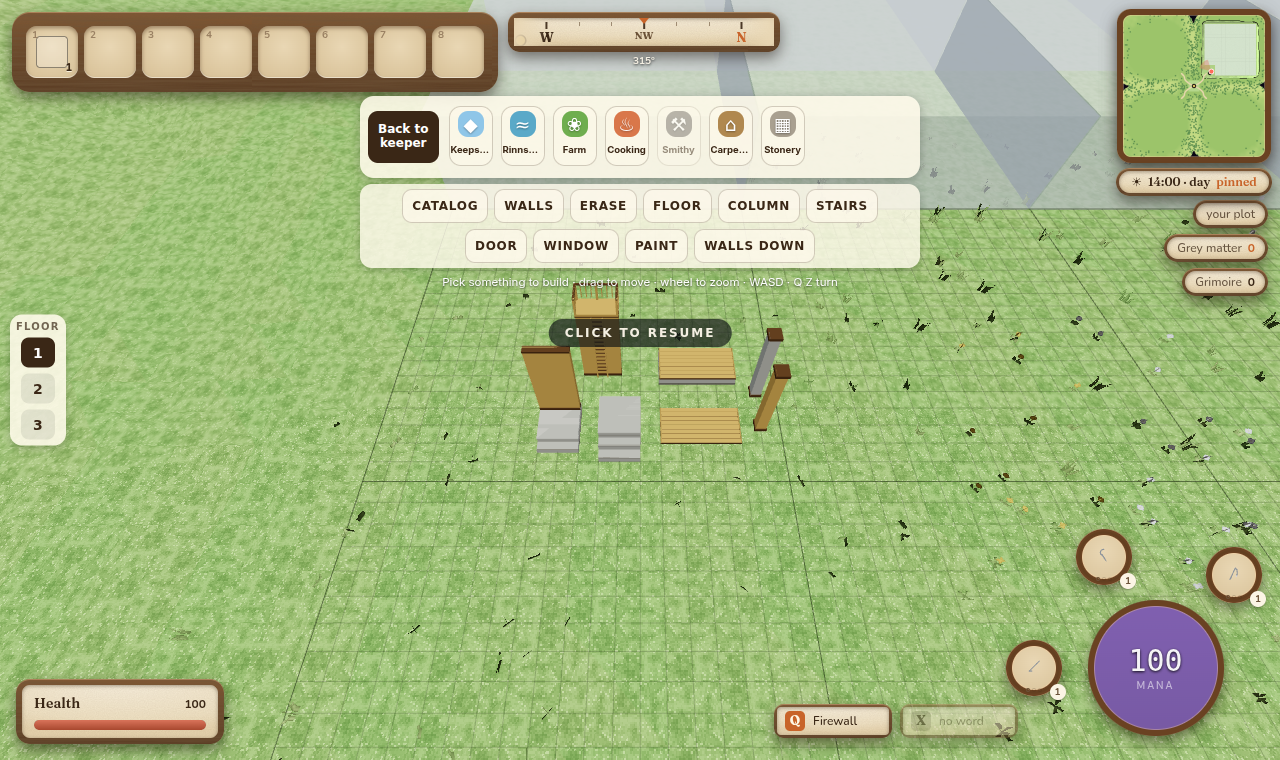 1 2 3 4 5 6 7 8
1
W NW N
315°
Back to keeper
Keeps... Rinns... Farm Cooking Smithy Carpe... Stonery
CATALOG WALLS ERASE FLOOR COLUMN STAIRS
DOOR WINDOW PAINT WALLS DOWN
Pick something to build · drag to move · wheel to zoom · WASD · Q Z turn
CLICK TO RESUME
14:00 · day pinned
your plot
Grey matter 0
Grimoire 0
FLOOR
1
2
3
Health 100
1
1
1
100
MANA
Q Firewall
X no word